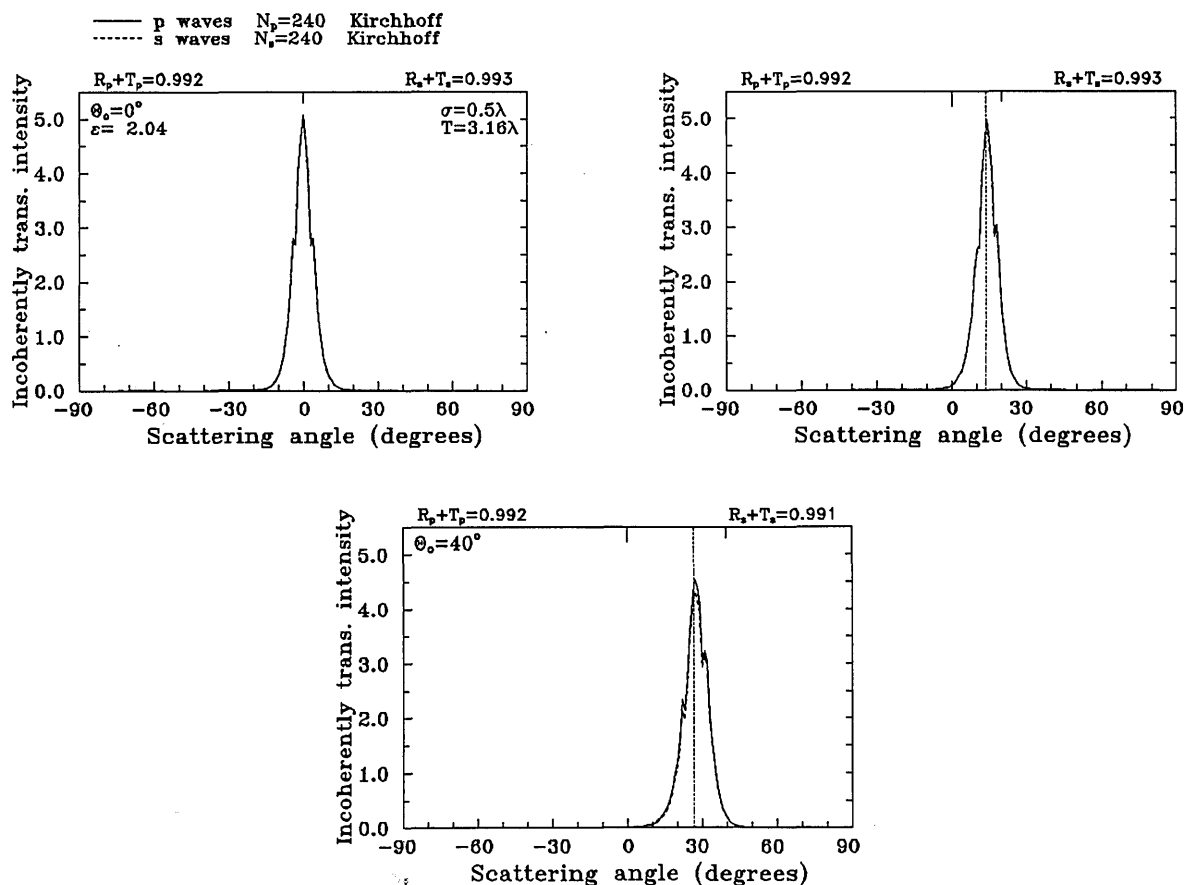 p waves N_p=240 Kirchhoff
s waves N_s=240 Kirchhoff
R_p+T_p=0.992 R_s+T_s=0.993
Θ_o=0° σ=0.5λ
ε= 2.04 T=3.16λ
Incoherently trans. intensity
5.0
4.0
3.0
2.0
1.0
0.0
−90 −60 −30 0 30 60 90
Scattering angle (degrees)
R_p+T_p=0.992 R_s+T_s=0.993
Incoherently trans. intensity
5.0
4.0
3.0
2.0
1.0
0.0
−90 −60 −30 0 30 60 90
Scattering angle (degrees)
R_p+T_p=0.992 R_s+T_s=0.991
Θ_o=40°
Incoherently trans. intensity
5.0
4.0
3.0
2.0
1.0
0.0
−90 −60 −30 0 30 60 90
Scattering angle (degrees)